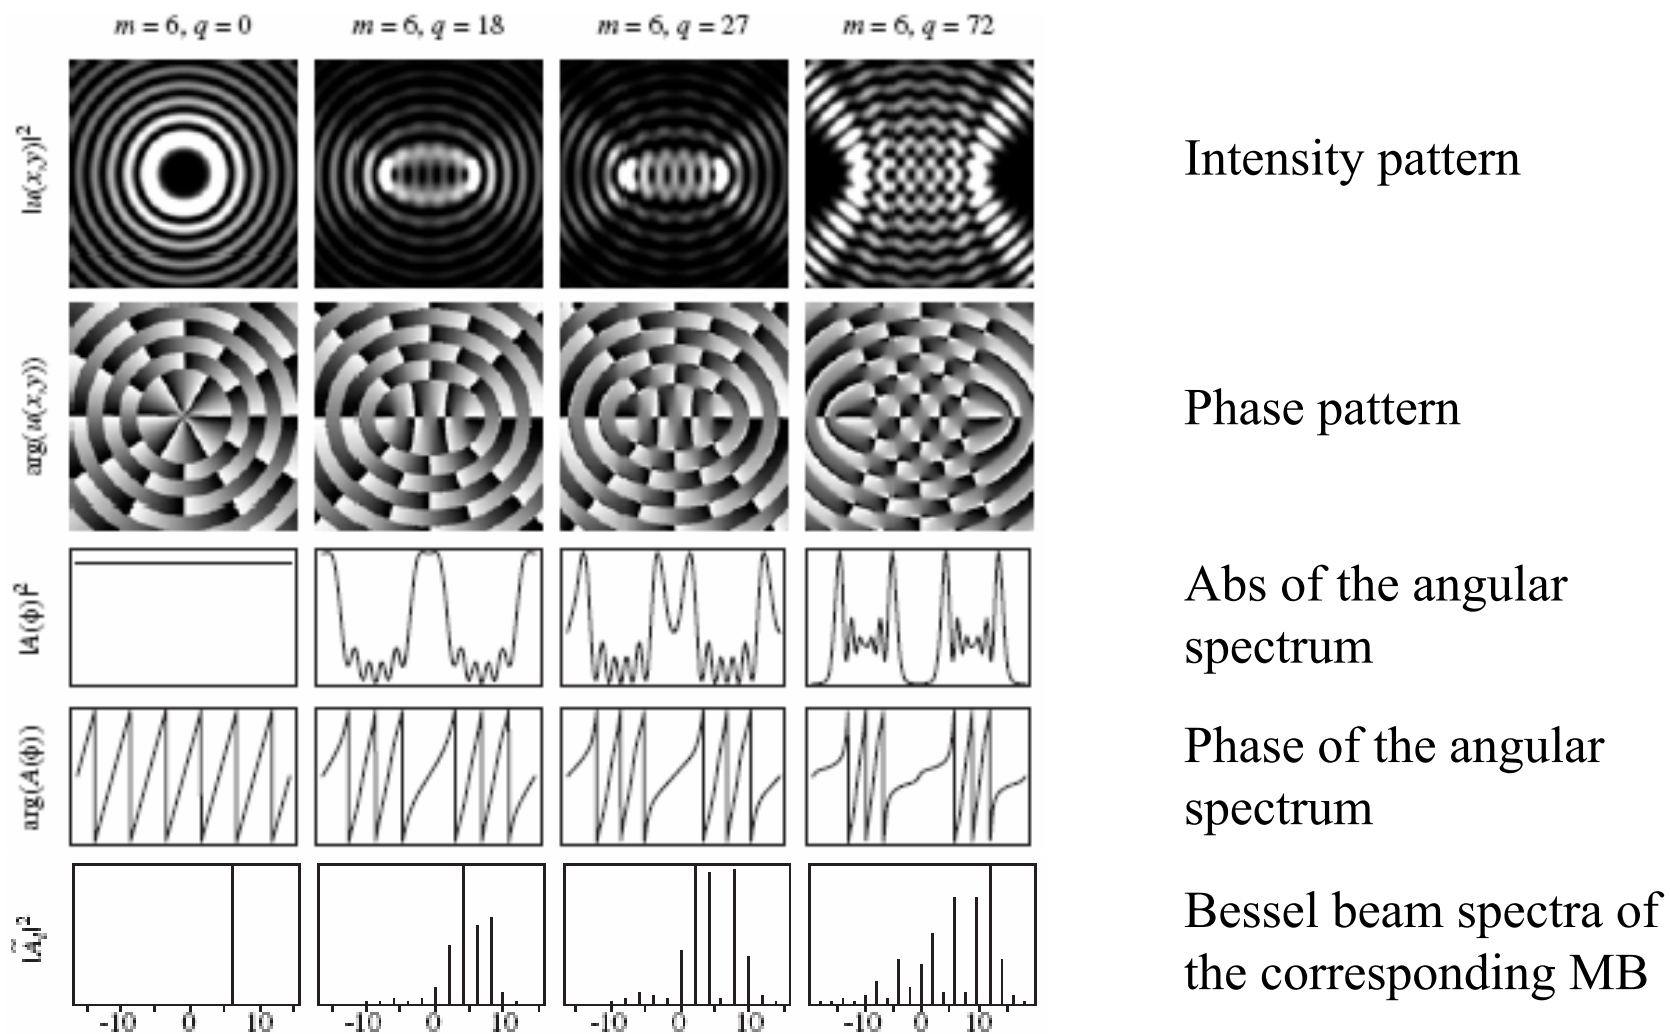 m = 6, q = 0
m = 6, q = 18
m = 6, q = 27
m = 6, q = 72
|u(x,y)|²
Intensity pattern
arg(u(x,y))
Phase pattern
|A(ϕ)|²
Abs of the angular
spectrum
arg(A(ϕ))
Phase of the angular
spectrum
|Ãₗ|²
Bessel beam spectra of
the corresponding MB
-10 0 10
-10 0 10
-10 0 10
-10 0 10